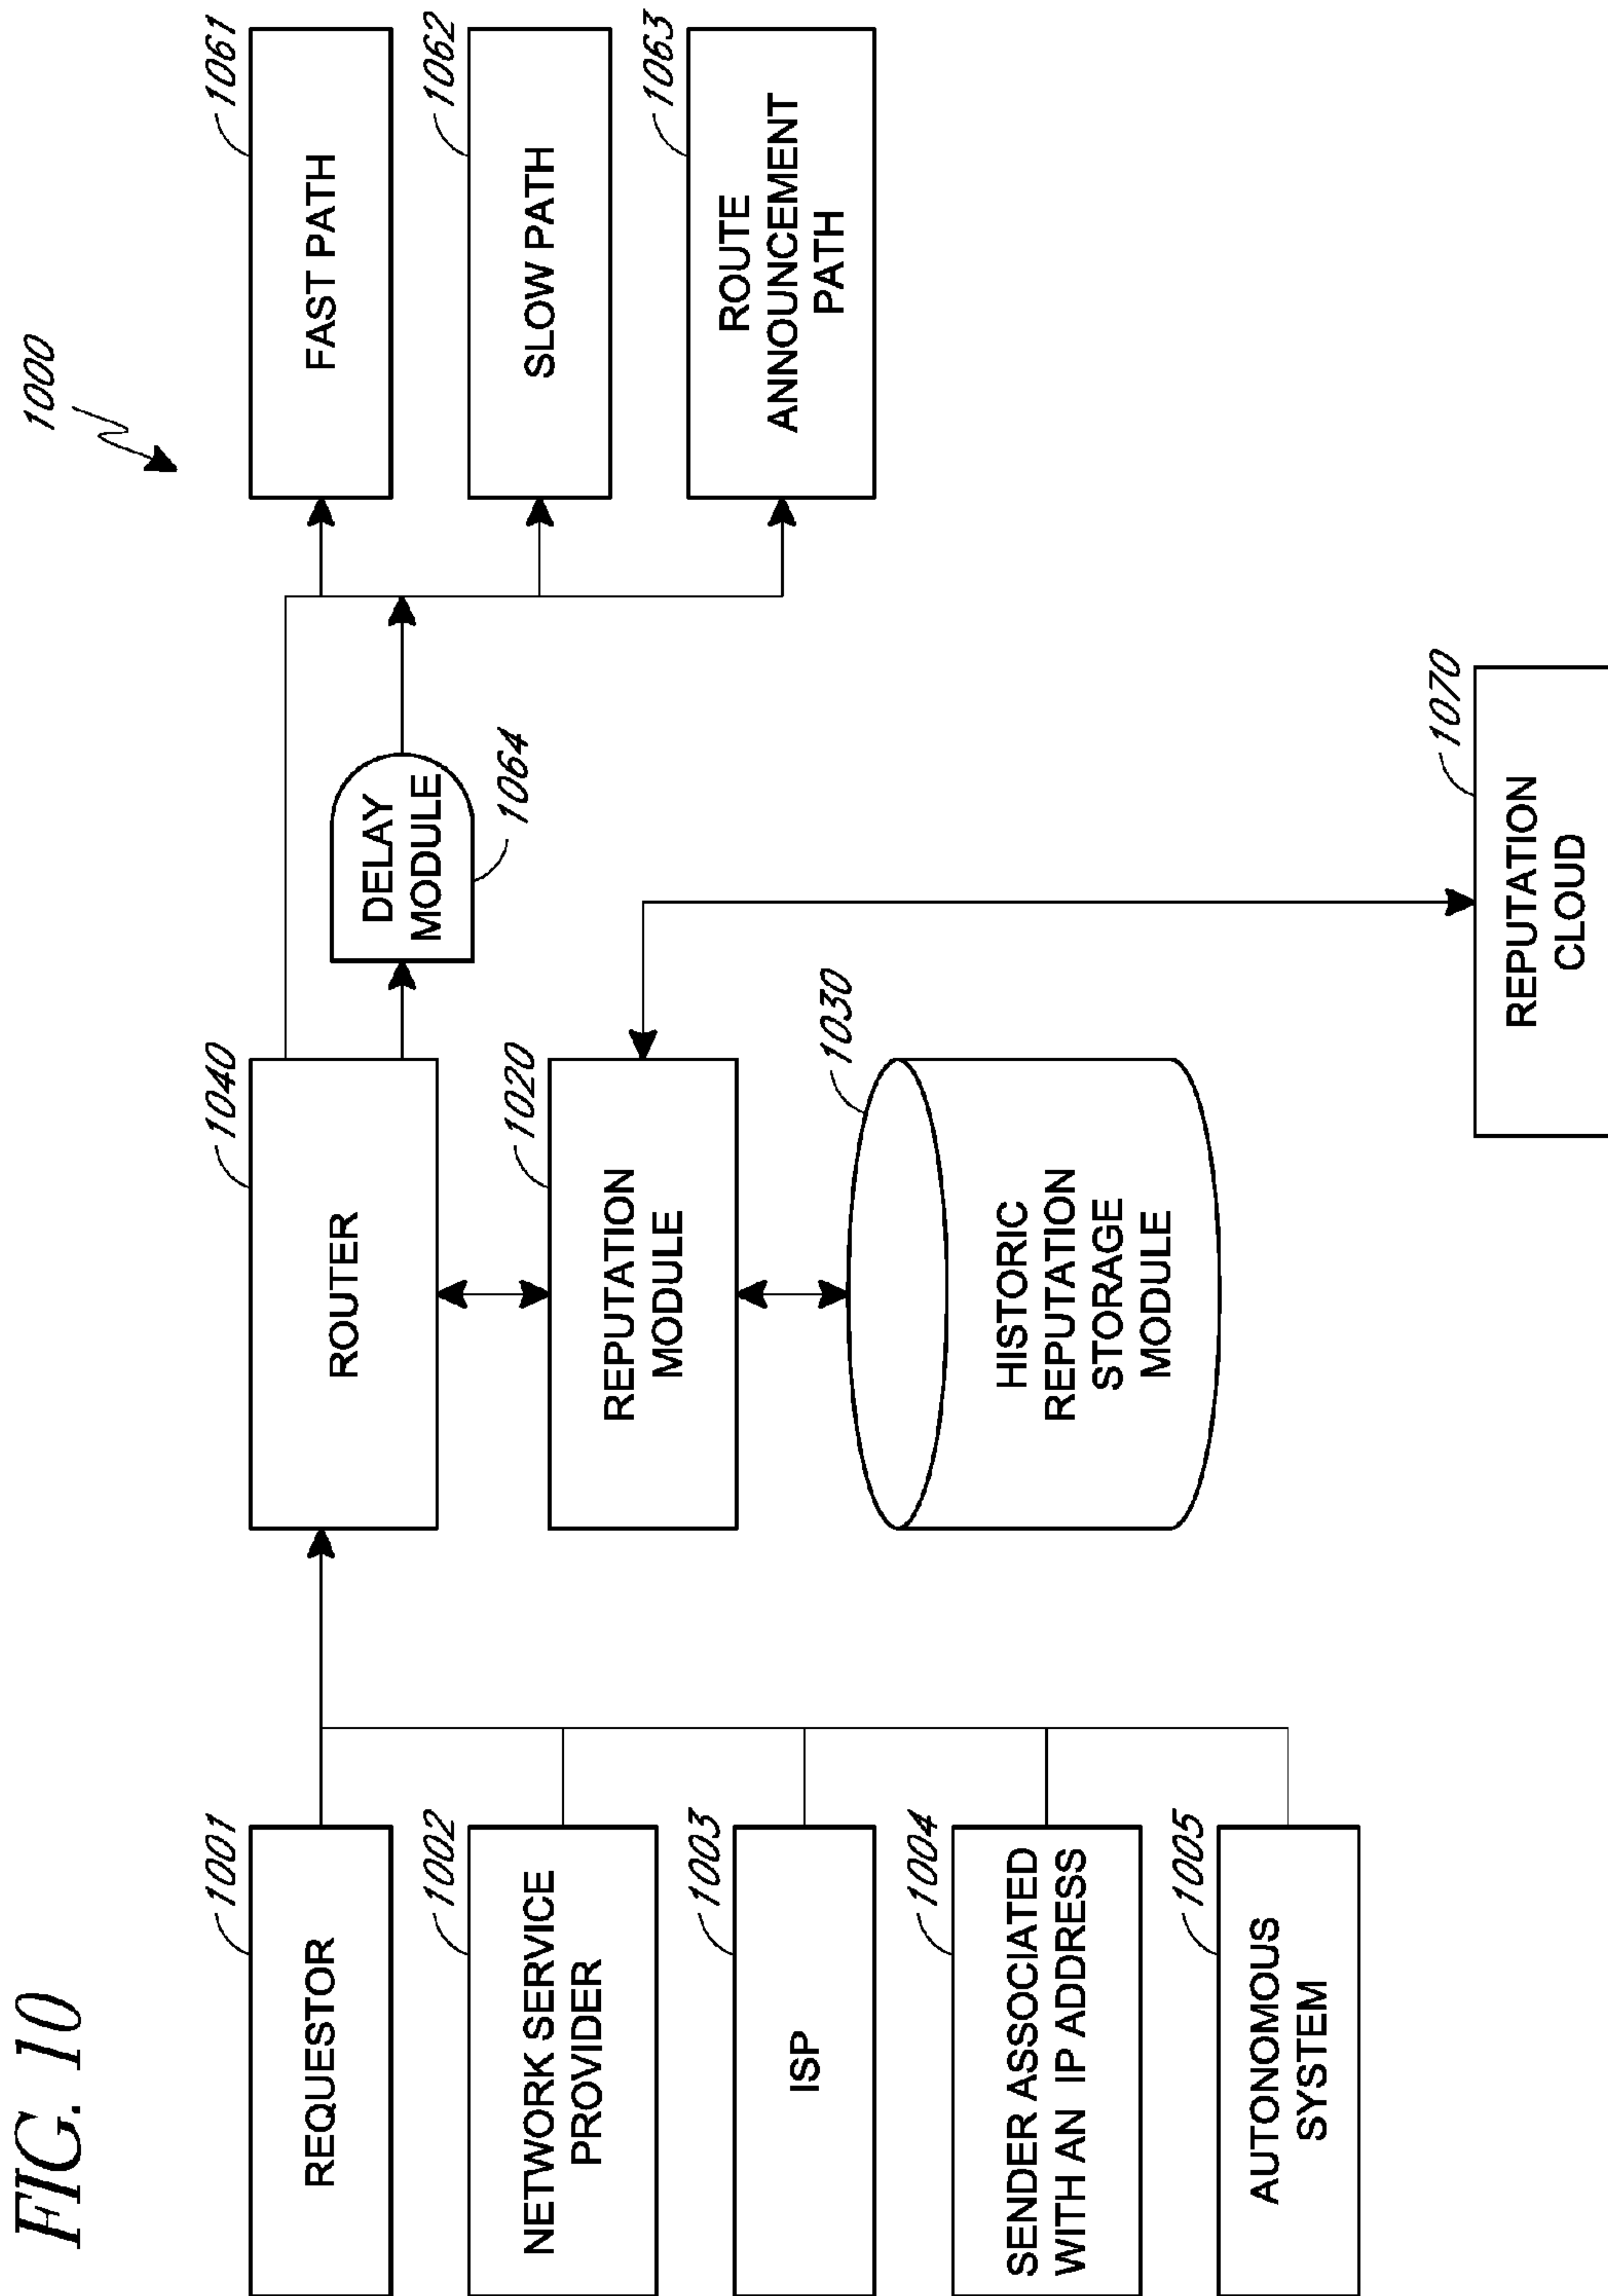 FIG. 10
1000
1001
REQUESTOR
1002
NETWORK SERVICE
PROVIDER
1003
ISP
1004
SENDER ASSOCIATED
WITH AN IP ADDRESS
1005
AUTONOMOUS
SYSTEM
1040
ROUTER
1020
REPUTATION
MODULE
1030
HISTORIC
REPUTATION
STORAGE
MODULE
DELAY
MODULE
1064
1061
FAST PATH
1062
SLOW PATH
1063
ROUTE
ANNOUNCEMENT
PATH
1070
REPUTATION
CLOUD